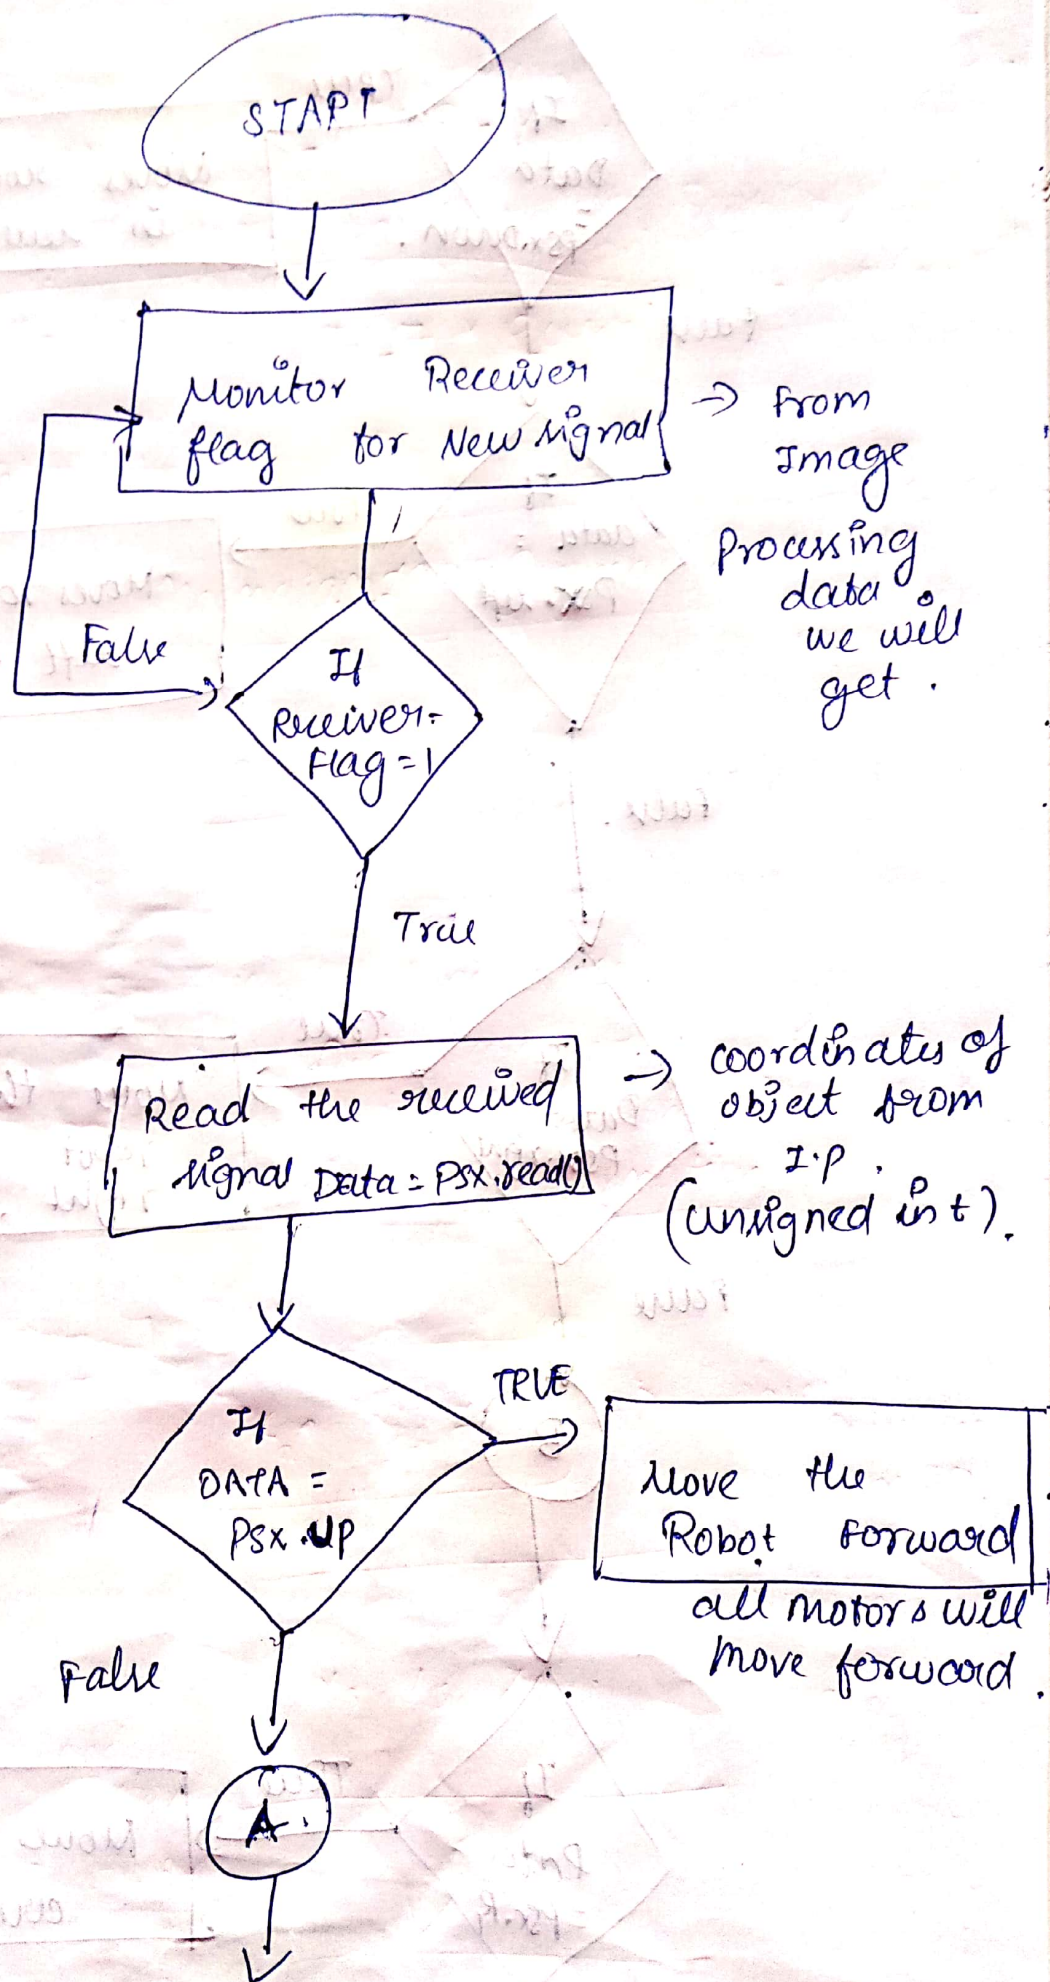 START
Monitor Receiver
flag for New signal
→ From
Image
Processing
data
we will
get.
False
If
Receiver-
Flag=1
True
Read the received
signal Data = Psx.read()
→ coordinates of
object from
I.P.
(unsigned int).
If
DATA =
Psx.UP
TRUE
Move the
Robot Forward
all motors will
move forward.
False
A.